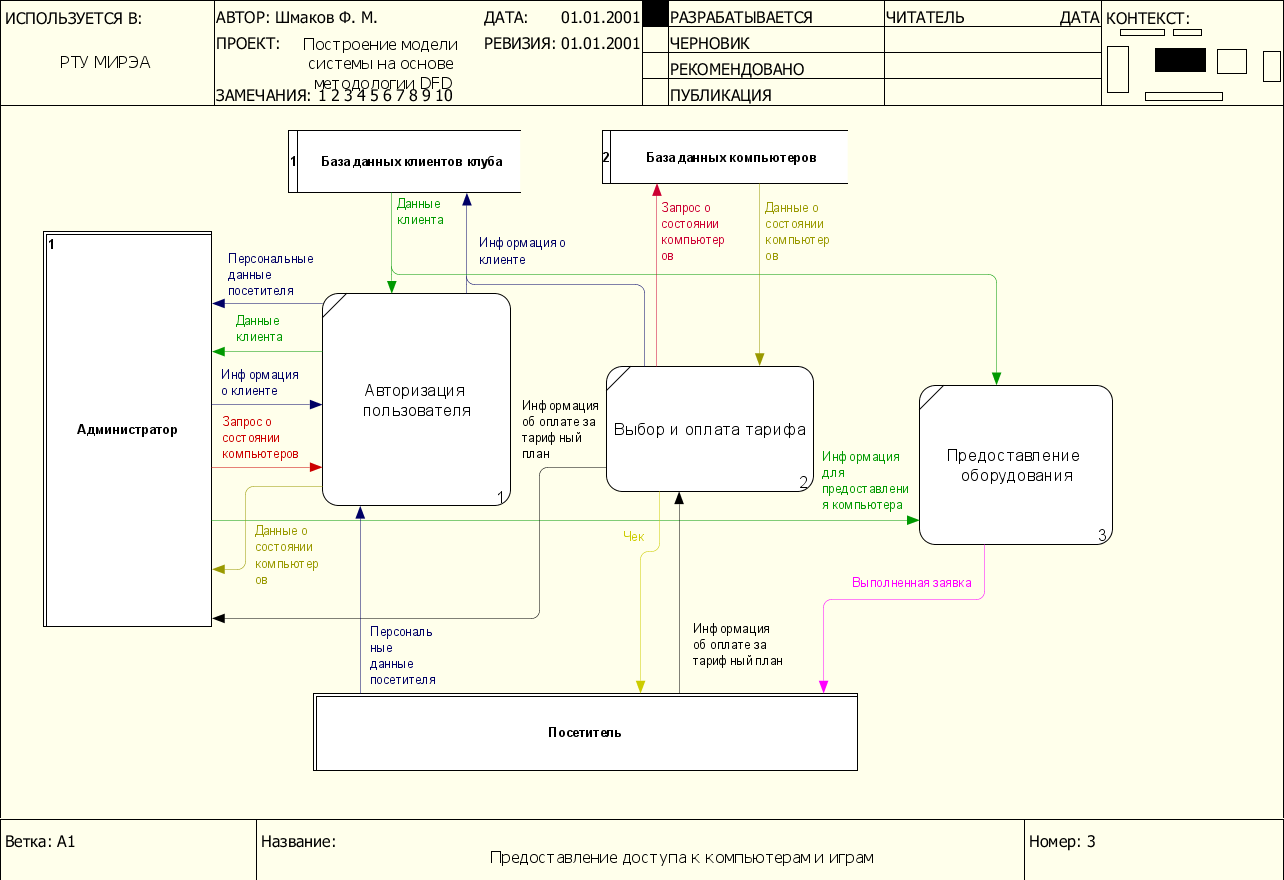 ИСПОЛЬЗУЕТСЯ В:
РТУ МИРЭА
АВТОР: Шмаков Ф. М.
ДАТА: 01.01.2001
ПРОЕКТ: Построение модели
системы на основе
методологии DFD
РЕВИЗИЯ: 01.01.2001
ЗАМЕЧАНИЯ: 1 2 3 4 5 6 7 8 9 10
РАЗРАБАТЫВАЕТСЯ
ЧЕРНОВИК
РЕКОМЕНДОВАНО
ПУБЛИКАЦИЯ
ЧИТАТЕЛЬ
ДАТА
КОНТЕКСТ:
1
База данных клиентов клуба
2
База данных компьютеров
Данные
клиента
Информация о
клиенте
Запрос о
состоянии
компьютер
ов
Данные о
состоянии
компьютер
ов
1
Администратор
Персональные
данные
посетителя
Данные
клиента
Информация
о клиенте
Запрос о
состоянии
компьютеров
Данные о
состоянии
компьютер
ов
Авторизация
пользователя
1
Информация
об оплате за
тарифный
план
Выбор и оплата тарифа
2
Информация
для
предоставлени
я компьютера
Предоставление
оборудования
3
Чек
Выполненная заявка
Персональ
ные
данные
посетителя
Информация
об оплате за
тарифный план
Посетитель
Ветка: А1
Название:
Предоставление доступа к компьютерам и играм
Номер: 3